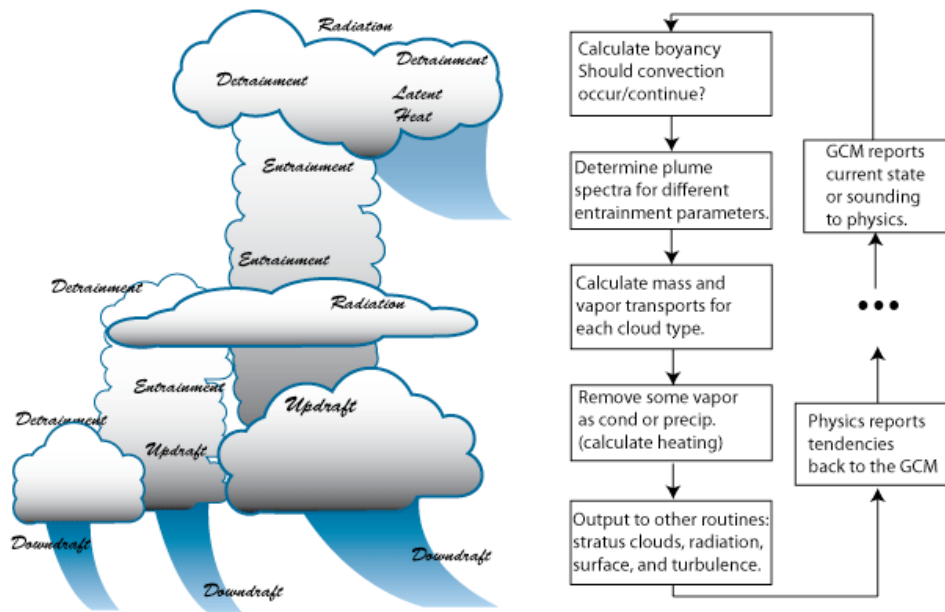 Radiation
Detrainment
Detrainment
Latent
Heat
Entrainment
Entrainment
Detrainment
Radiation
Entrainment
Updraft
Detrainment
Updraft
Downdraft
Downdraft
Downdraft
Calculate boyancy
Should convection
occur/continue?
Determine plume
spectra for different
entrainment parameters.
Calculate mass and
vapor transports for
each cloud type.
Remove some vapor
as cond or precip.
(calculate heating)
Output to other routines:
stratus clouds, radiation,
surface, and turbulence.
Physics reports
tendencies
back to the GCM
•••
GCM reports
current state
or sounding
to physics.